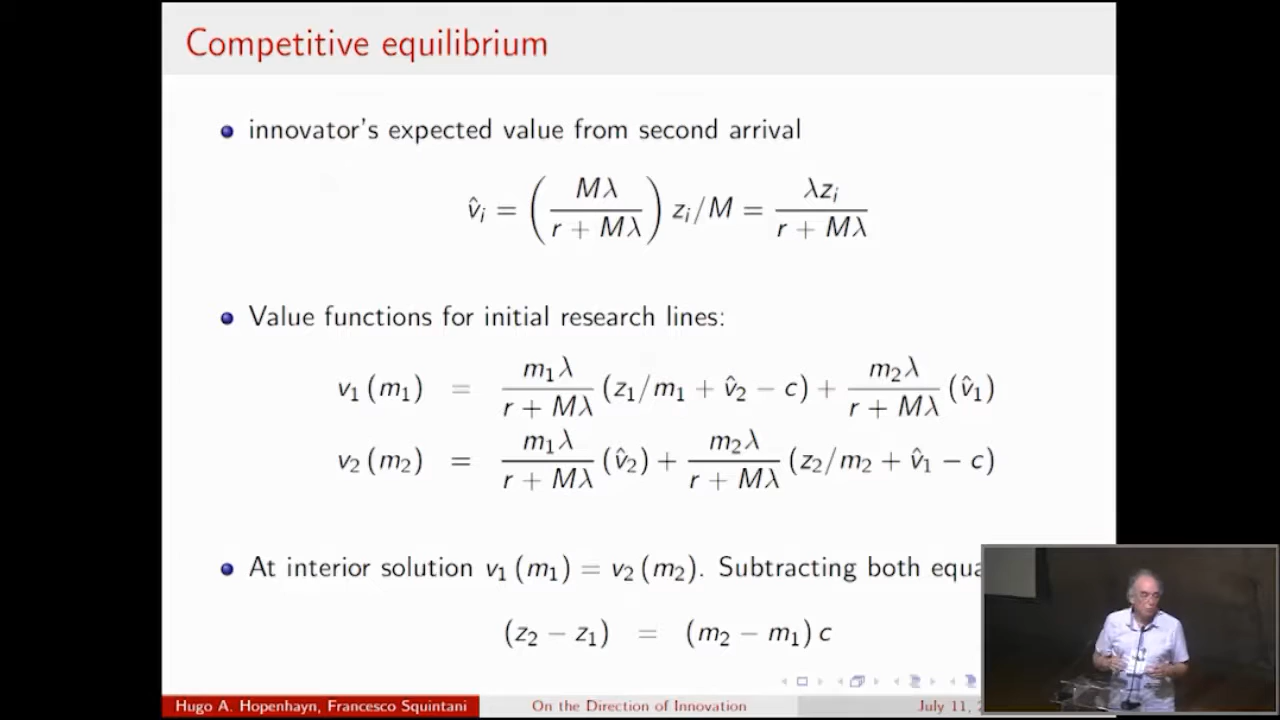 Competitive equilibrium
innovator's expected value from second arrival
v̂ᵢ = (Mλ / (r + Mλ)) zᵢ/M = λzᵢ / (r + Mλ)
Value functions for initial research lines:
v₁(m₁) = m₁λ / (r + Mλ) (z₁/m₁ + v̂₂ − c) + m₂λ / (r + Mλ) (v̂₁)
v₂(m₂) = m₁λ / (r + Mλ) (v̂₂) + m₂λ / (r + Mλ) (z₂/m₂ + v̂₁ − c)
At interior solution v₁(m₁) = v₂(m₂). Subtracting both
(z₂ − z₁) = (m₂ − m₁) c
Hugo A. Hopenhayn, Francesco Squintani On the Direction of Innovation July 11,